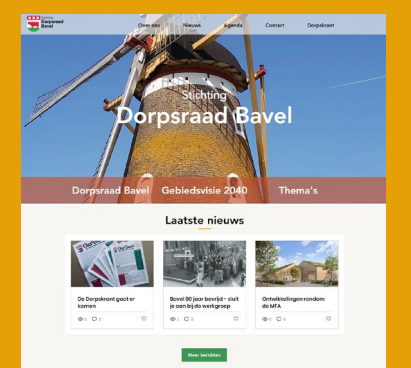 Stichting
Dorpsraad
Bavel
Over ons
Nieuws
Agenda
Contact
Dorpskrant
Stichting
Dorpsraad Bavel
Dorpsraad Bavel
Gebiedsvisie 2040
Thema's
Laatste nieuws
De Dorpskrant gaat er
komen
Bavel 80 jaar bevrijd - sluit
je aan bij de werkgroep
Ontwikkelingen rondom
de MFA
Meer berichten